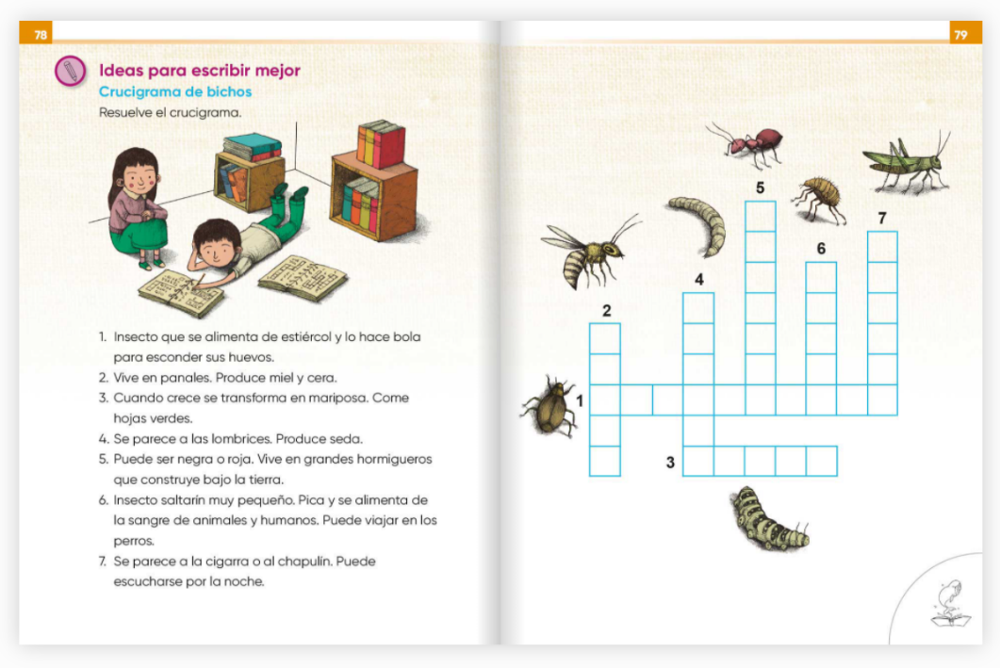 78
Ideas para escribir mejor
Crucigrama de bichos
Resuelve el crucigrama.
1. Insecto que se alimenta de estiércol y lo hace bola
para esconder sus huevos.
2. Vive en panales. Produce miel y cera.
3. Cuando crece se transforma en mariposa. Come
hojas verdes.
4. Se parece a las lombrices. Produce seda.
5. Puede ser negra o roja. Vive en grandes hormigueros
que construye bajo la tierra.
6. Insecto saltarín muy pequeño. Pica y se alimenta de
la sangre de animales y humanos. Puede viajar en los
perros.
7. Se parece a la cigarra o al chapulín. Puede
escucharse por la noche.
79
5
7
6
4
2
1
3